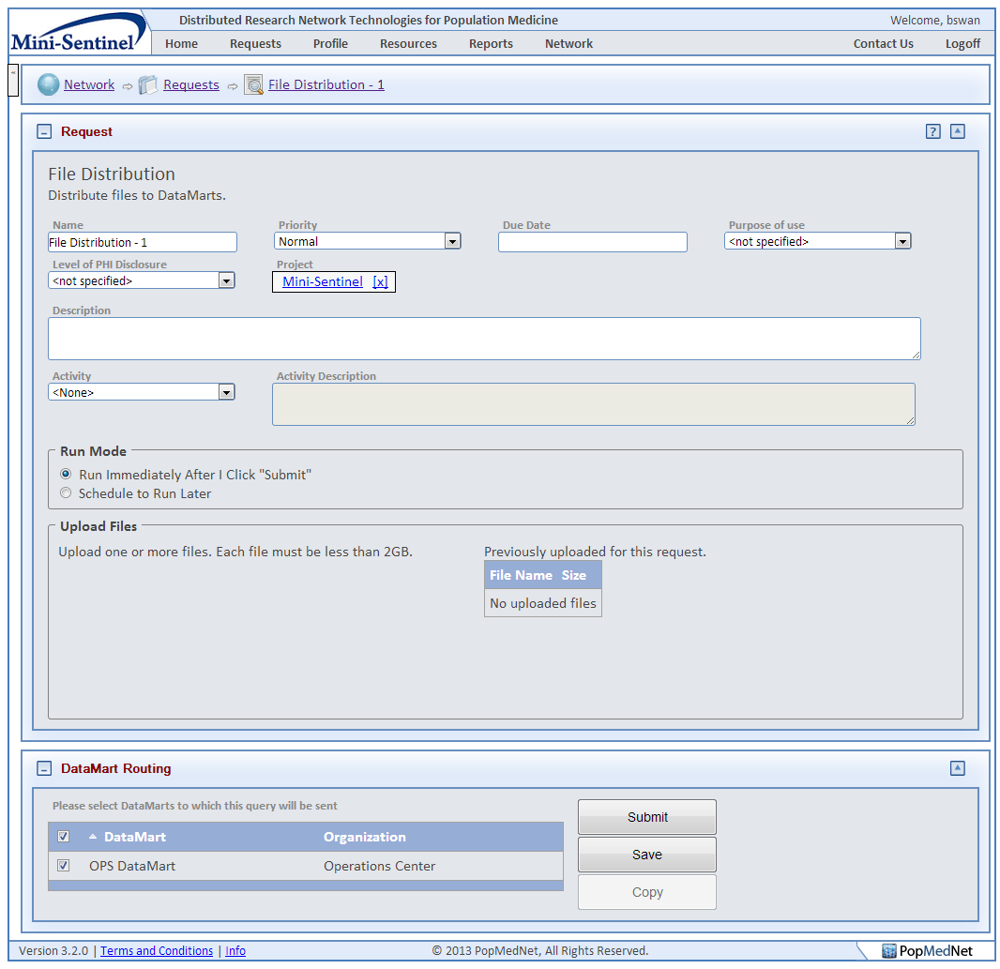 Distributed Research Network Technologies for Population Medicine
Welcome, bswan
Mini-Sentinel
Home Requests Profile Resources Reports Network Contact Us Logoff
Network Requests File Distribution - 1
Request
?
File Distribution
Distribute files to DataMarts.
Name Priority Due Date Purpose of use
File Distribution - 1 Normal <not specified>
Level of PHI Disclosure Project
<not specified> Mini-Sentinel [x]
Description
Activity Activity Description
<None>
Run Mode
Run Immediately After I Click "Submit"
Schedule to Run Later
Upload Files
Upload one or more files. Each file must be less than 2GB.
Previously uploaded for this request.
File Name Size
No uploaded files
DataMart Routing
Please select DataMarts to which this query will be sent
DataMart Organization
OPS DataMart Operations Center
Submit
Save
Copy
Version 3.2.0 | Terms and Conditions | Info
© 2013 PopMedNet, All Rights Reserved.
PopMedNet